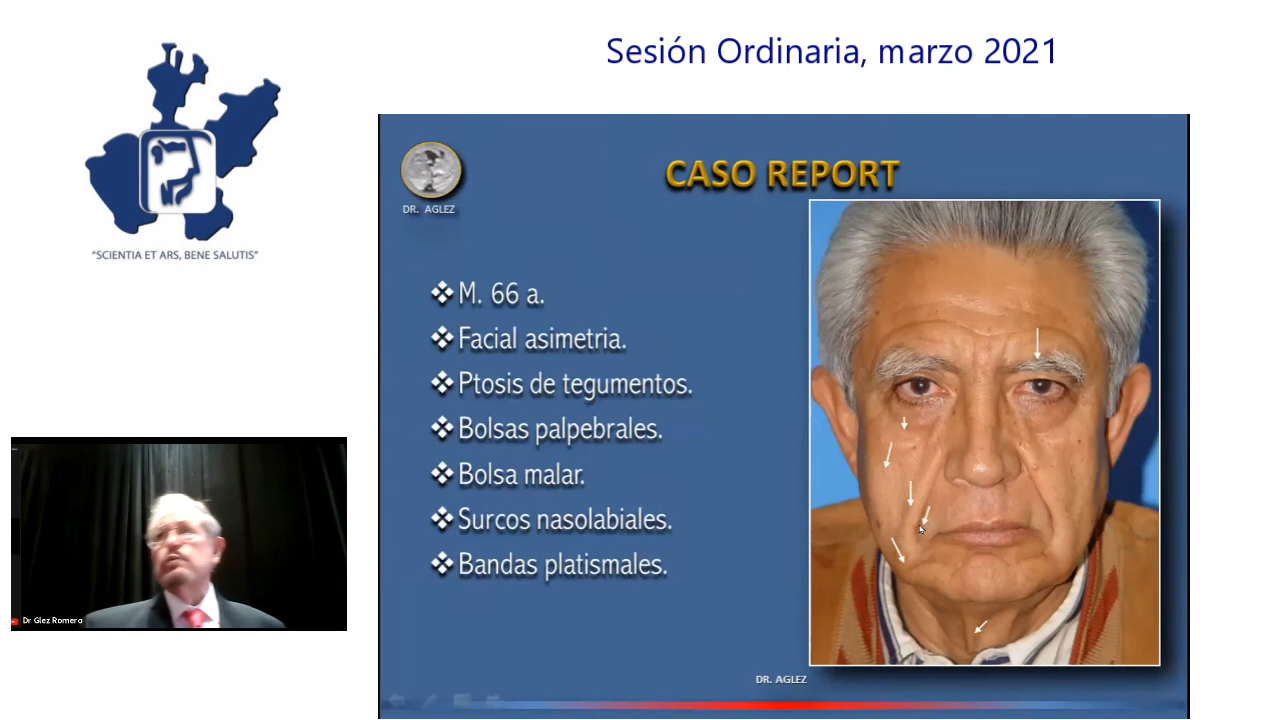 Sesión Ordinaria, marzo 2021
"SCIENTIA ET ARS, BENE SALUTIS"
DR. AGLEZ
CASO REPORT
❖ M. 66 a.
❖ Facial asimetria.
❖ Ptosis de tegumentos.
❖ Bolsas palpebrales.
❖ Bolsa malar.
❖ Surcos nasolabiales.
❖ Bandas platismales.
DR. AGLEZ
Dr Glez Romero